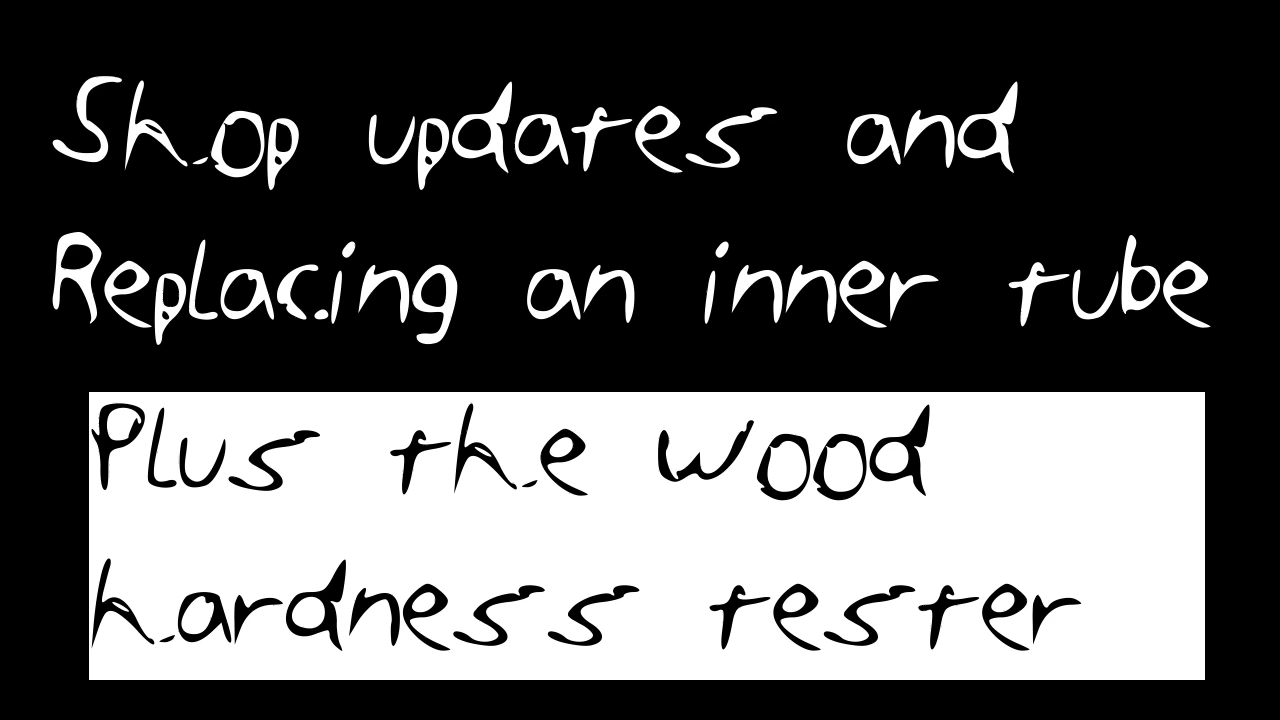 Shop updates and
Replacing an inner tube
Plus the wood
hardness tester